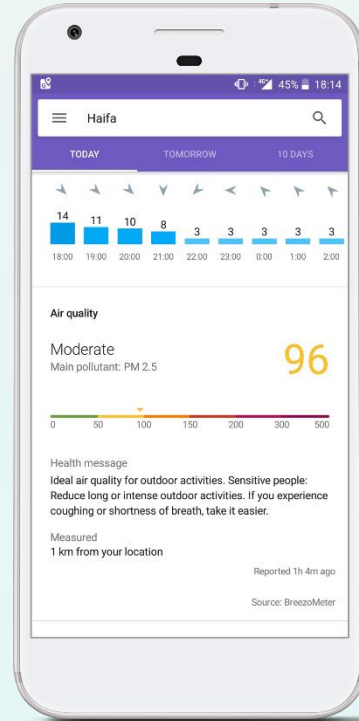 45% 18:14
Haifa
TODAY TOMORROW 10 DAYS
14 11 10 8 3 3 3 3 3
18:00 19:00 20:00 21:00 22:00 23:00 0:00 1:00 2:00
Air quality
Moderate
Main pollutant: PM 2.5
96
0 50 100 150 200 300 500
Health message
Ideal air quality for outdoor activities. Sensitive people:
Reduce long or intense outdoor activities. If you experience
coughing or shortness of breath, take it easier.
Measured
1 km from your location
Reported 1h 4m ago
Source: BreezoMeter